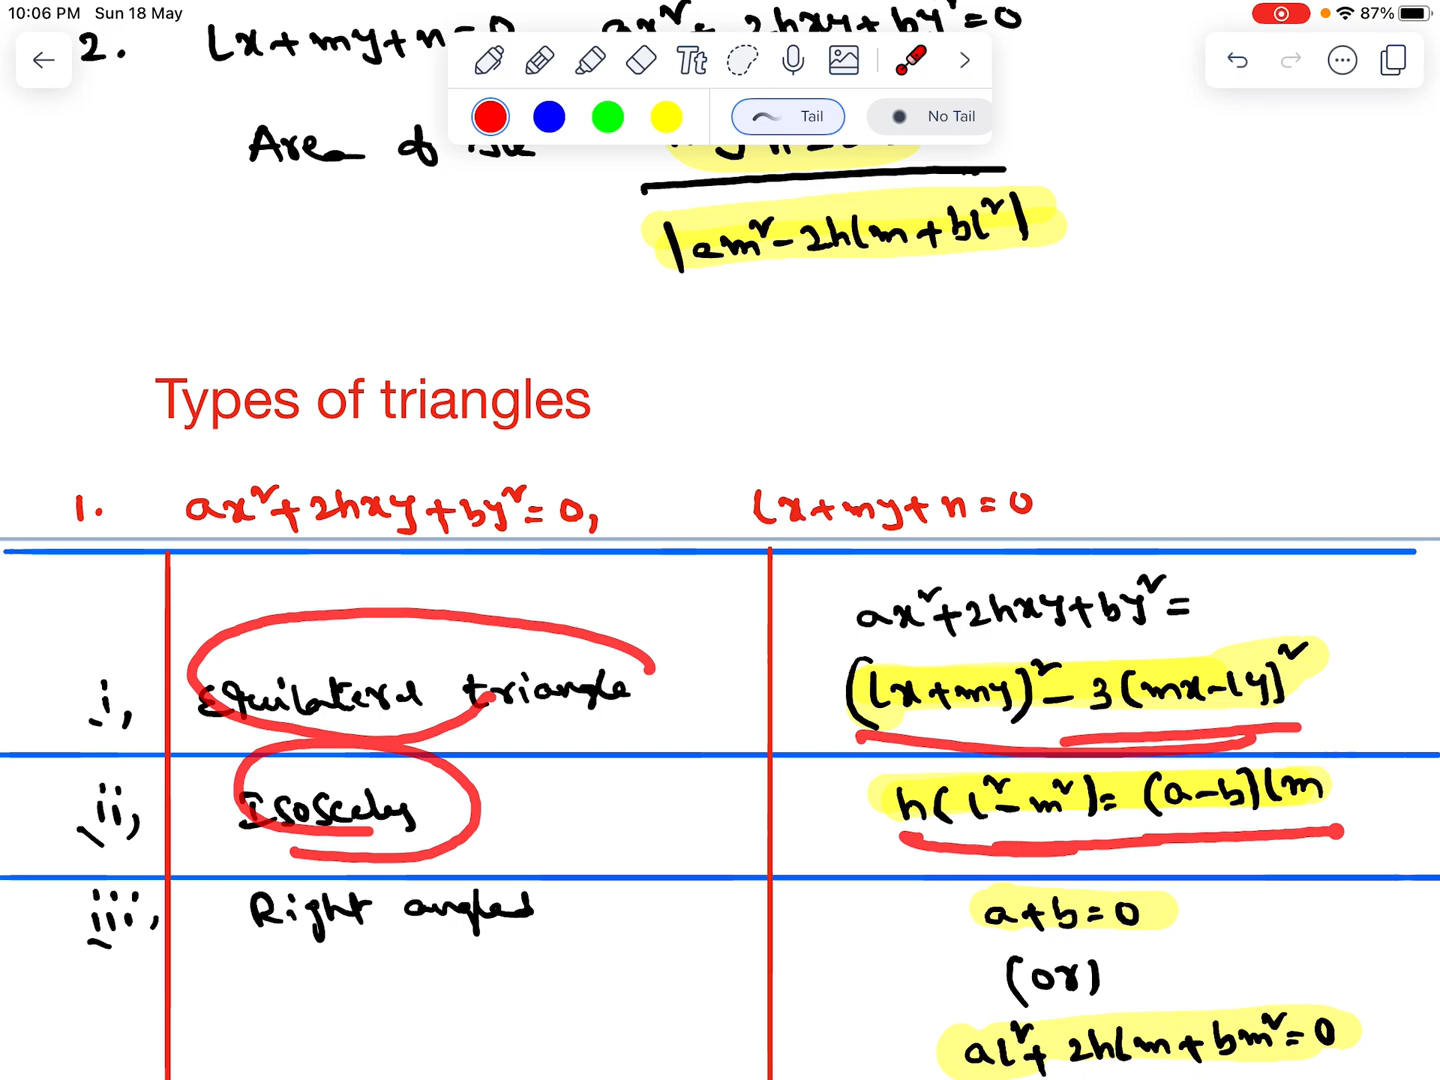 10:06 PM Sun 18 May 87%
2. lx+my+n=0 ax²+2hxy+by²=0
Tt
Tail No Tail
Area of
|am²-2hlm+bl²|
Types of triangles
1. ax²+2hxy+by²=0, lx+my+n=0
ax²+2hxy+by²=
i, Equilateral triangle (lx+my)²-3(mx-ly)²
ii, Isosceles h(l²-m²)=(a-b)lm
iii, Right angled a+b=0
(or)
al²+2hlm+bm²=0